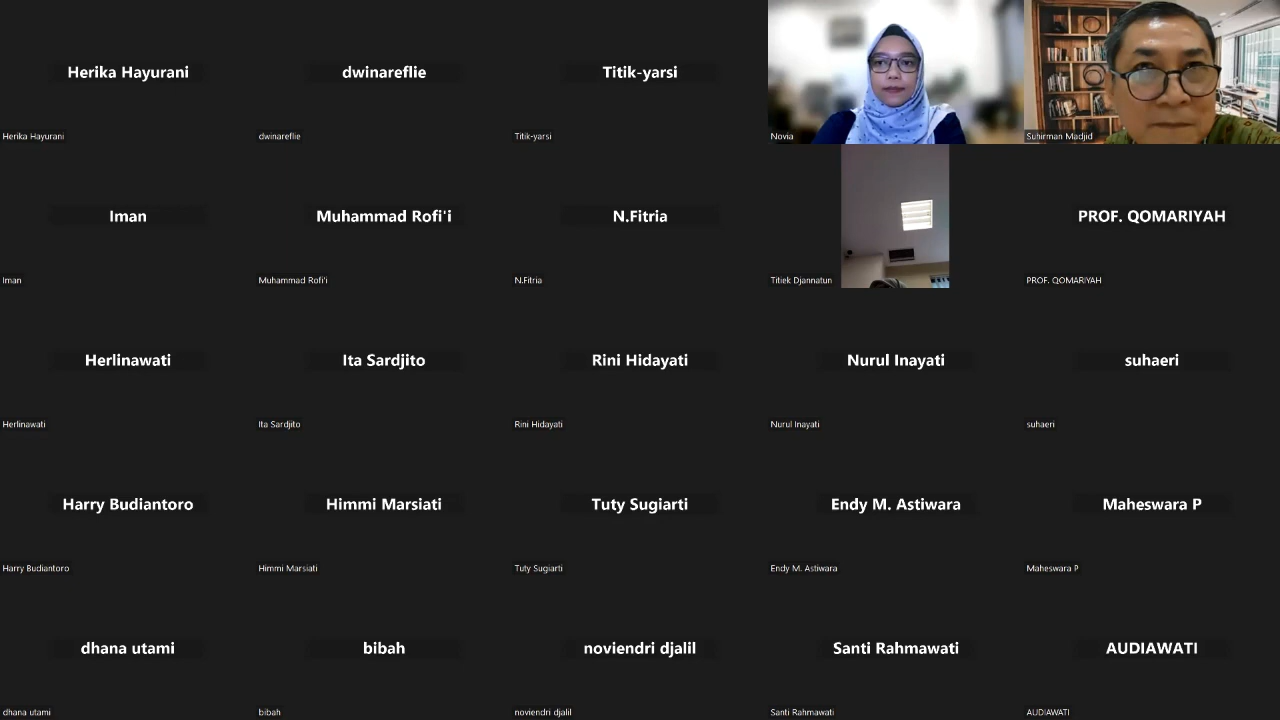 Herika Hayurani
dwinareflie
Titik-yarsi
Herika Hayurani
dwinareflie
Titik-yarsi
Novia
Suhirman Madjid
Iman
Muhammad Rofi'i
N.Fitria
PROF. QOMARIYAH
Iman
Muhammad Rofi'i
N.Fitria
Titiek Djannatun
PROF. QOMARIYAH
Herlinawati
Ita Sardjito
Rini Hidayati
Nurul Inayati
suhaeri
Herlinawati
Ita Sardjito
Rini Hidayati
Nurul Inayati
suhaeri
Harry Budiantoro
Himmi Marsiati
Tuty Sugiarti
Endy M. Astiwara
Maheswara P
Harry Budiantoro
Himmi Marsiati
Tuty Sugiarti
Endy M. Astiwara
Maheswara P
dhana utami
bibah
noviendri djalil
Santi Rahmawati
AUDIAWATI
dhana utami
bibah
noviendri djalil
Santi Rahmawati
AUDIAWATI